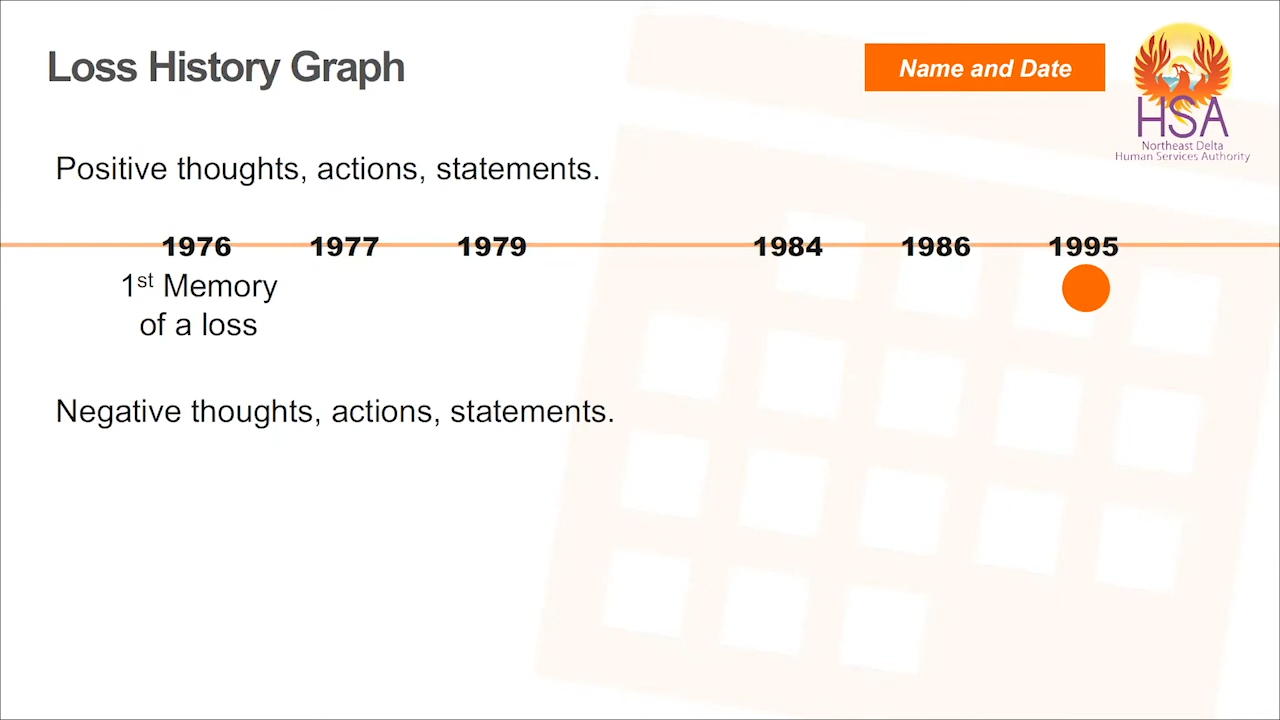 Loss History Graph
Name and Date
HSA
Northeast Delta
Human Services Authority
Positive thoughts, actions, statements.
1976 1977 1979 1984 1986 1995
1st Memory
of a loss
Negative thoughts, actions, statements.